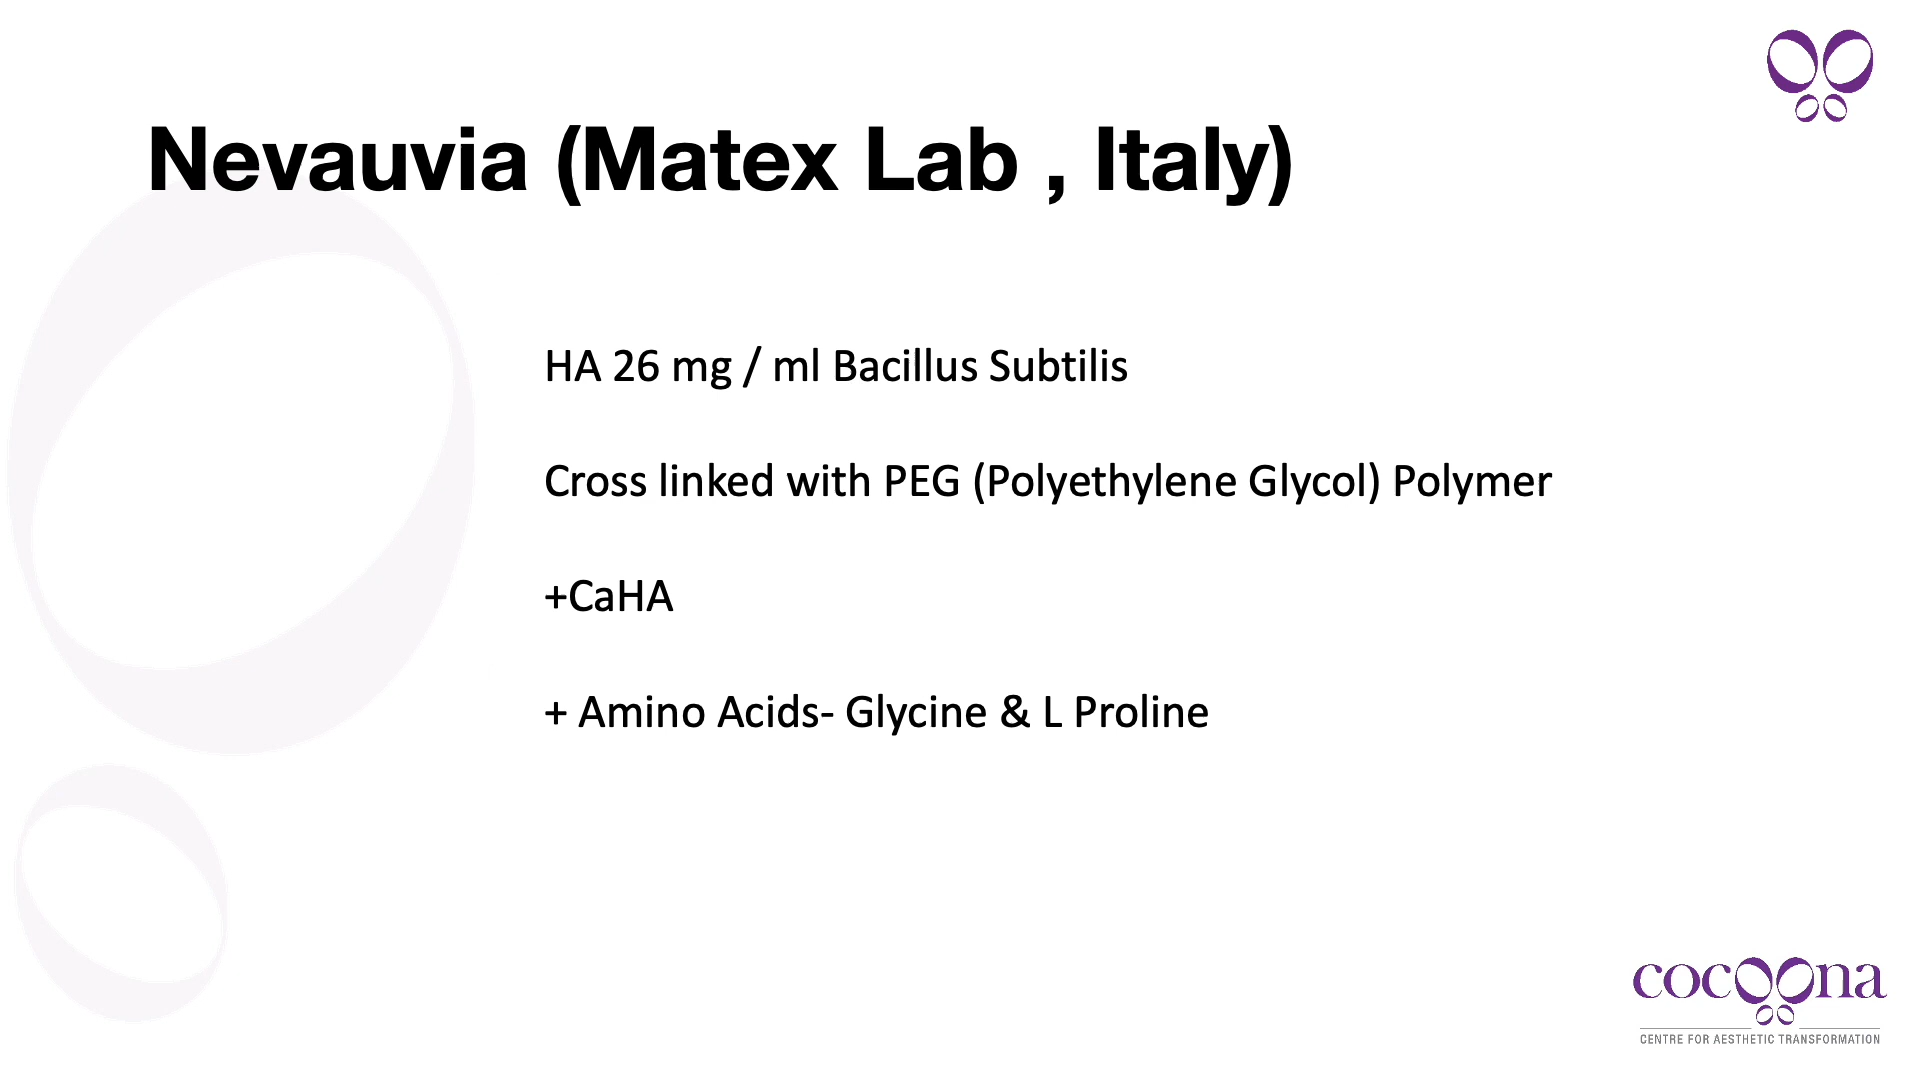 Nevauvia (Matex Lab , Italy)
HA 26 mg / ml Bacillus Subtilis
Cross linked with PEG (Polyethylene Glycol) Polymer
+CaHA
+ Amino Acids- Glycine & L Proline
cocoona
CENTRE FOR AESTHETIC TRANSFORMATION